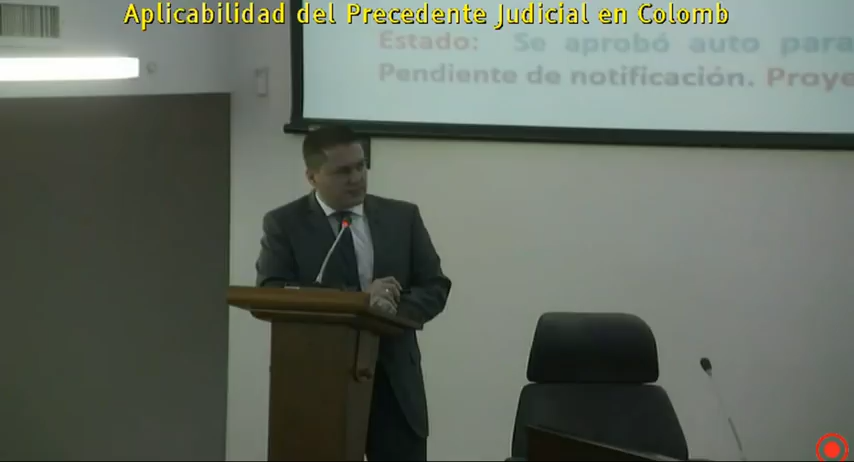 Aplicabilidad del Precedente Judicial en Colomb
Estado: Se aprobó auto para
Pendiente de notificación. Proye